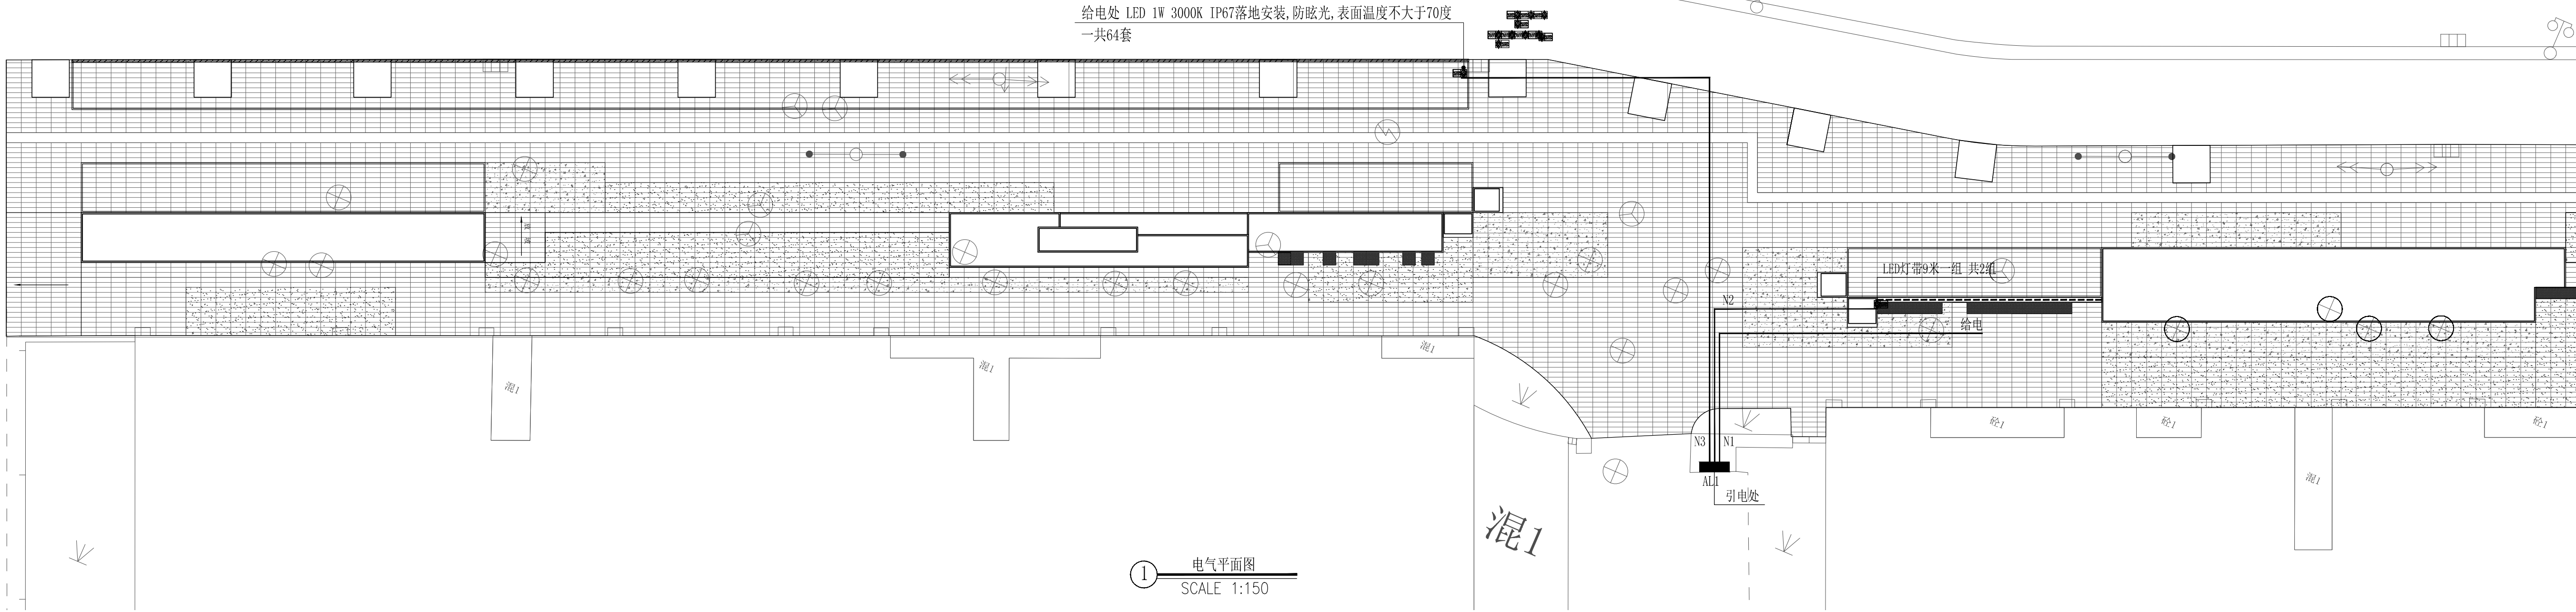 给电处 LED 1W 3000K IP67落地安装,防眩光,表面温度不大于70度
一共64套
LED灯带9米一组 共2组
N2
给电
混1
混1
混1
砼1
砼1
砼1
N3
N1
混1
AL1
引电处
混1
1
电气平面图
SCALE 1:150